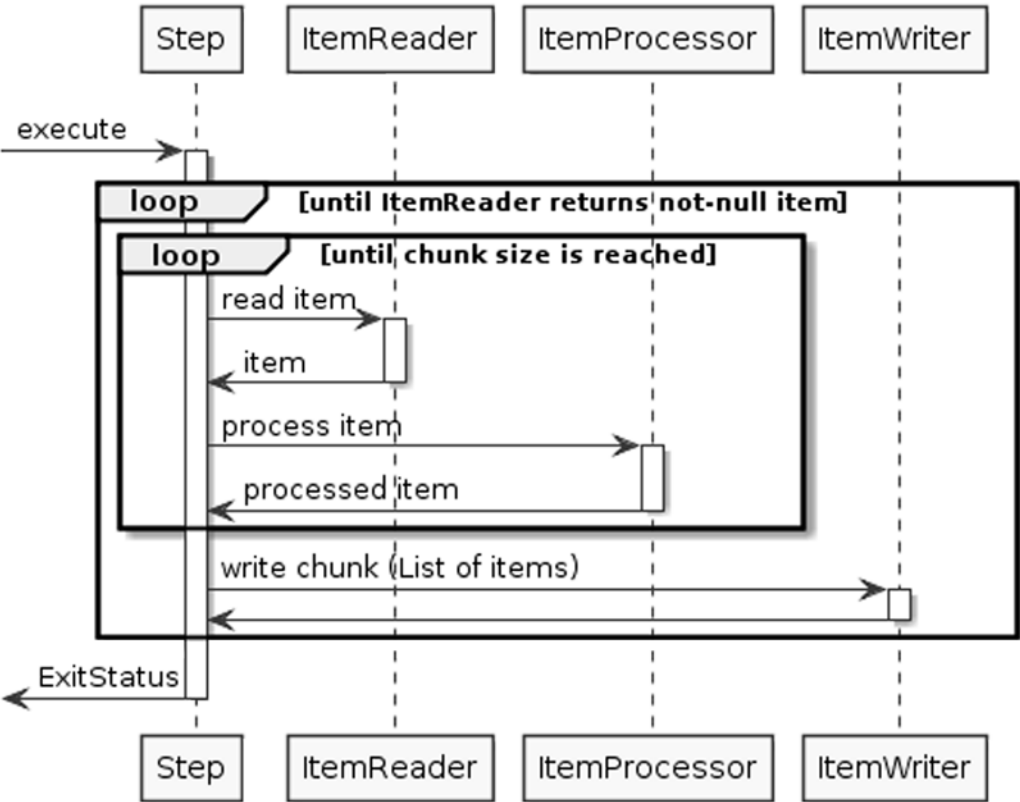 Step
ItemReader
ItemProcessor
ItemWriter
execute
loop [until ItemReader returns not-null item]
loop [until chunk size is reached]
read item
item
process item
processed item
write chunk (List of items)
ExitStatus
Step
ItemReader
ItemProcessor
ItemWriter